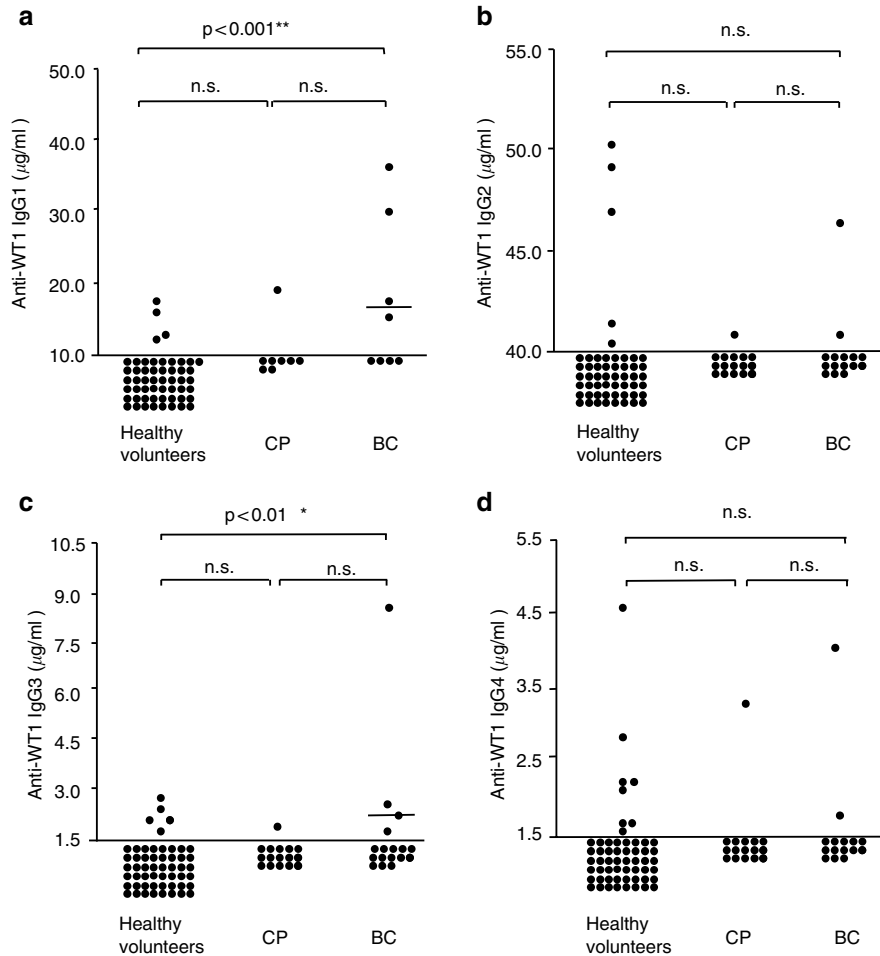 a
p<0.001**
n.s.
n.s.
Anti-WT1 IgG1 (μg/ml)
50.0
40.0
30.0
20.0
10.0
Healthy
volunteers
CP
BC
b
n.s.
n.s.
n.s.
Anti-WT1 IgG2 (μg/ml)
55.0
50.0
45.0
40.0
Healthy
volunteers
CP
BC
c
p<0.01 *
n.s.
n.s.
Anti-WT1 IgG3 (μg/ml)
10.5
9.0
7.5
6.0
4.5
3.0
1.5
Healthy
volunteers
CP
BC
d
n.s.
n.s.
n.s.
Anti-WT1 IgG4 (μg/ml)
5.5
4.5
3.5
2.5
1.5
Healthy
volunteers
CP
BC